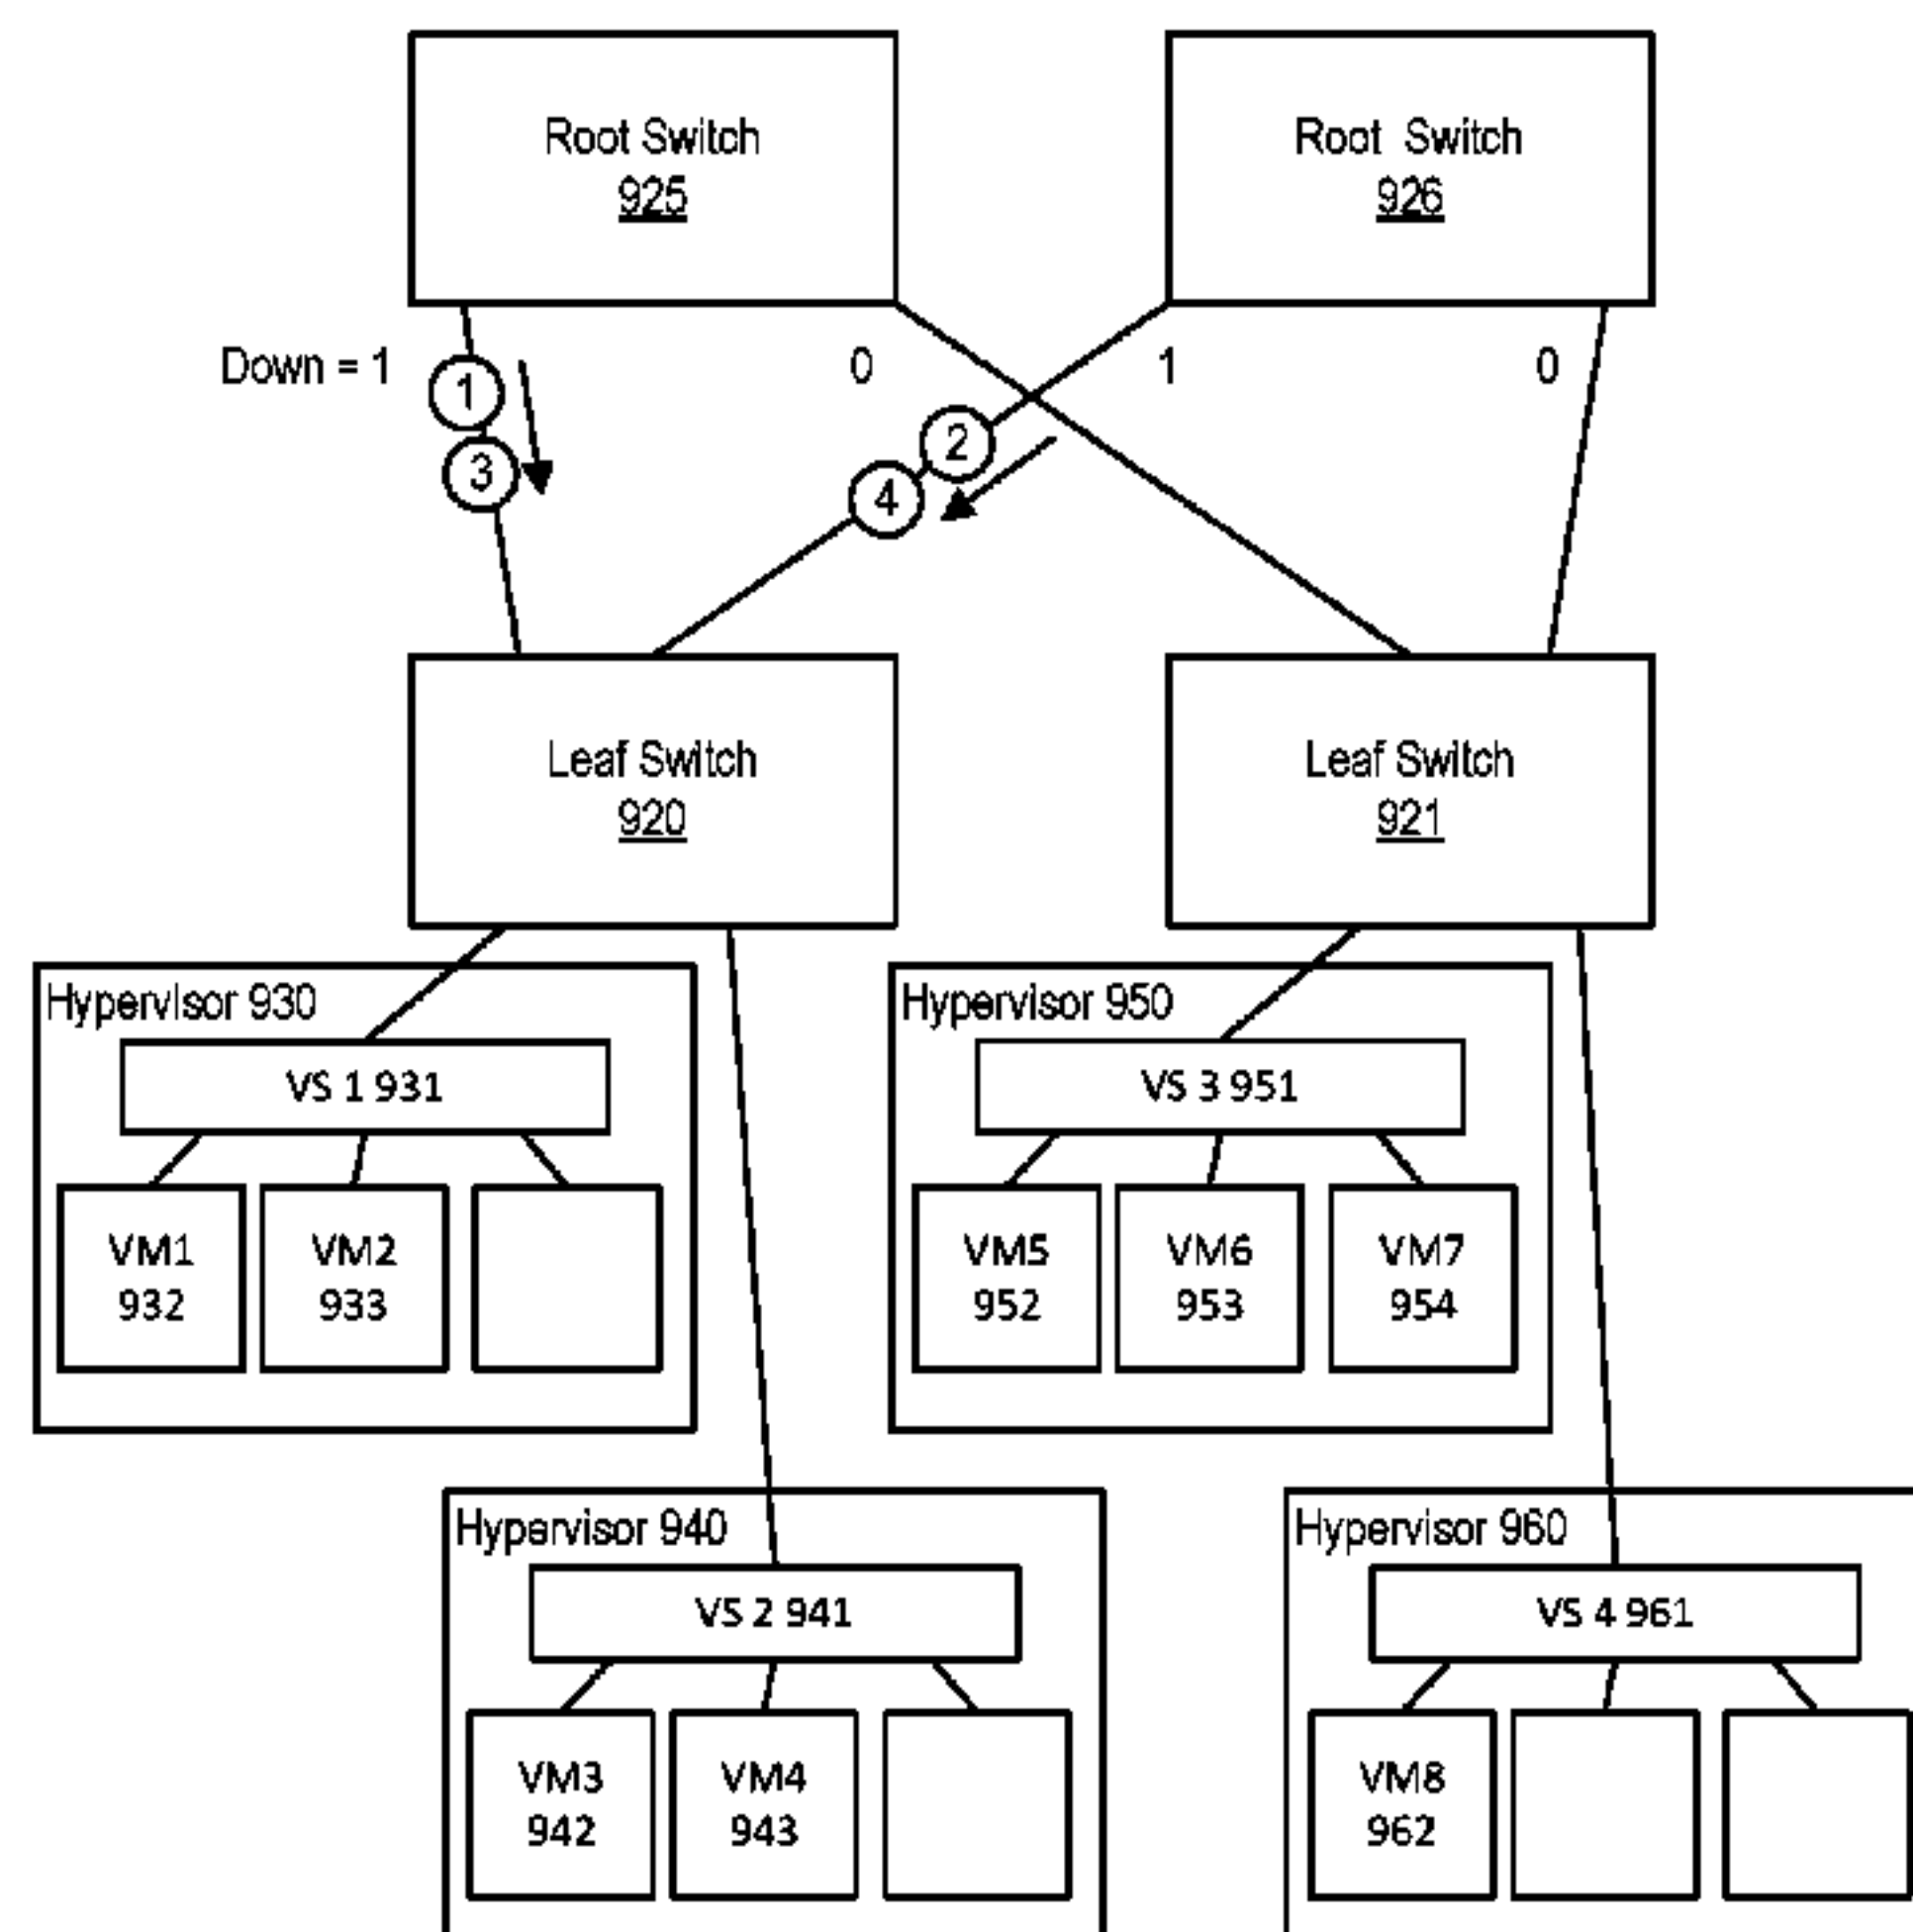 Root Switch
925
Root Switch
926
Down = 1
0
1
0
1
2
3
4
Leaf Switch
920
Leaf Switch
921
Hypervisor 930
Hypervisor 950
VS 1 931
VS 3 951
VM1
932
VM2
933
VM5
952
VM6
953
VM7
954
Hypervisor 940
Hypervisor 960
VS 2 941
VS 4 961
VM3
942
VM4
943
VM8
962